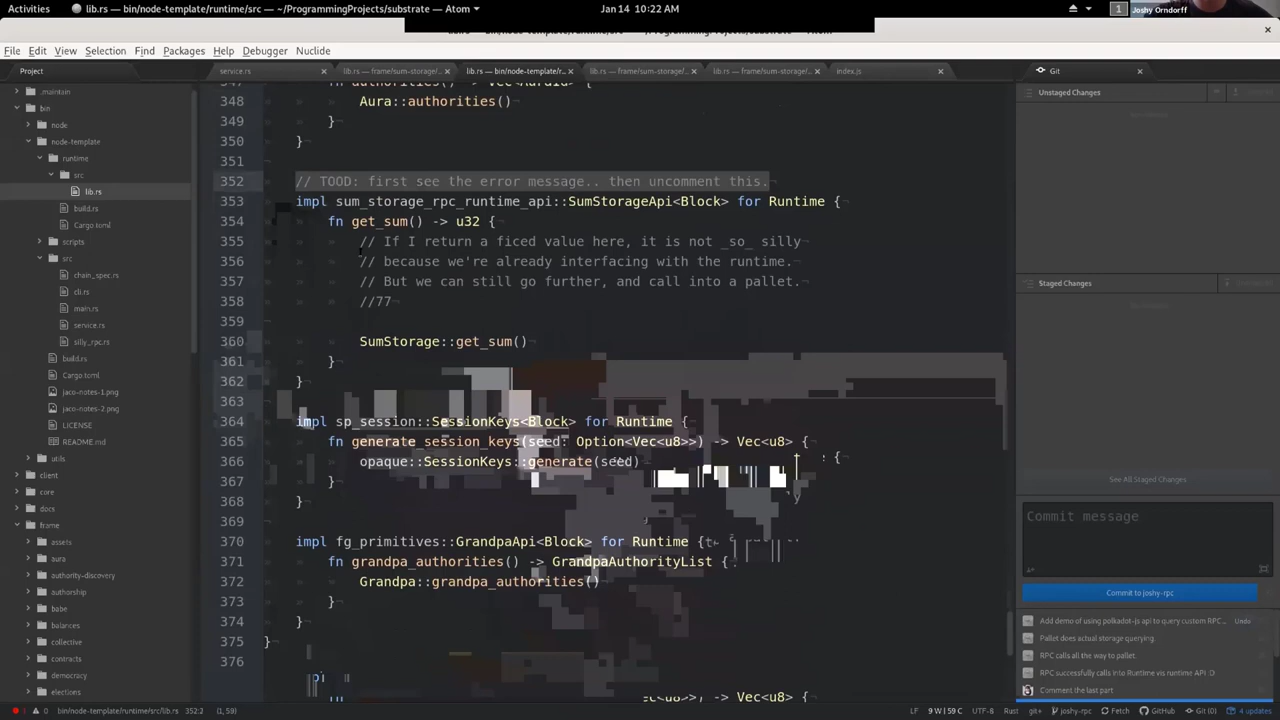 Activities
lib.rs — bin/node-template/runtime/src — ~/ProgrammingProjects/substrate — Atom
Jan 14 10:22 AM
1
Joshy Orndorff
File Edit View Selection Find Packages Help Debugger Nuclide
Project
service.rs
lib.rs — frame/sum-storage/...
lib.rs — bin/node-template/r...
lib.rs — frame/sum-storage/...
lib.rs — frame/sum-storage/...
index.js
Git
.maintain
bin
node
node-template
runtime
src
lib.rs
build.rs
Cargo.toml
scripts
src
chain_spec.rs
cli.rs
main.rs
service.rs
silly_rpc.rs
build.rs
Cargo.toml
jaco-notes-1.png
jaco-notes-2.png
LICENSE
README.md
utils
client
core
docs
frame
assets
aura
authority-discovery
authorship
babe
balances
collective
contracts
democracy
elections
348 Aura::authorities()
349 }
350 }
351
352 // TOOD: first see the error message.. then uncomment this.
353 impl sum_storage_rpc_runtime_api::SumStorageApi<Block> for Runtime {
354 fn get_sum() -> u32 {
355 // If I return a ficed value here, it is not _so_ silly
356 // because we're already interfacing with the runtime.
357 // But we can still go further, and call into a pallet.
358 //77
359
360 SumStorage::get_sum()
361 }
362 }
363
364 impl sp_session::SessionKeys<Block> for Runtime {
365 fn generate_session_keys(seed: Option<Vec<u8>>) -> Vec<u8> {
366 opaque::SessionKeys::generate(seed)
367 }
368 }
369
370 impl fg_primitives::GrandpaApi<Block> for Runtime {
371 fn grandpa_authorities() -> GrandpaAuthorityList {
372 Grandpa::grandpa_authorities()
373 }
374 }
375 }
376
Unstaged Changes
Staged Changes
See All Staged Changes
Commit message
Commit to joshy-rpc
Add demo of using polkadot-js api to query custom RPC... Undo
Pallet does actual storage querying.
RPC calls all the way to pallet.
RPC successfully calls into Runtime vis runtime API :D
Comment the last part
0 bin/node-template/runtime/src/lib.rs 352:2 (1, 59)
LF 9 W | 59 C UTF-8 Rust git+ joshy-rpc Fetch GitHub Git (0) 4 updates